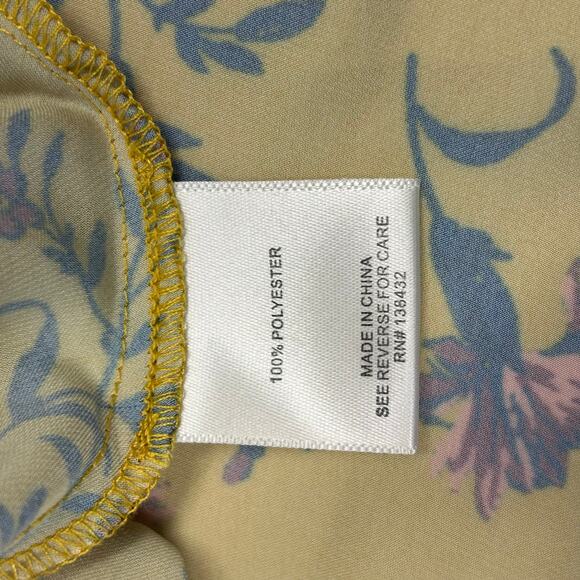 100% POLYESTER
MADE IN CHINA
SEE REVERSE FOR CARE
RN# 138432